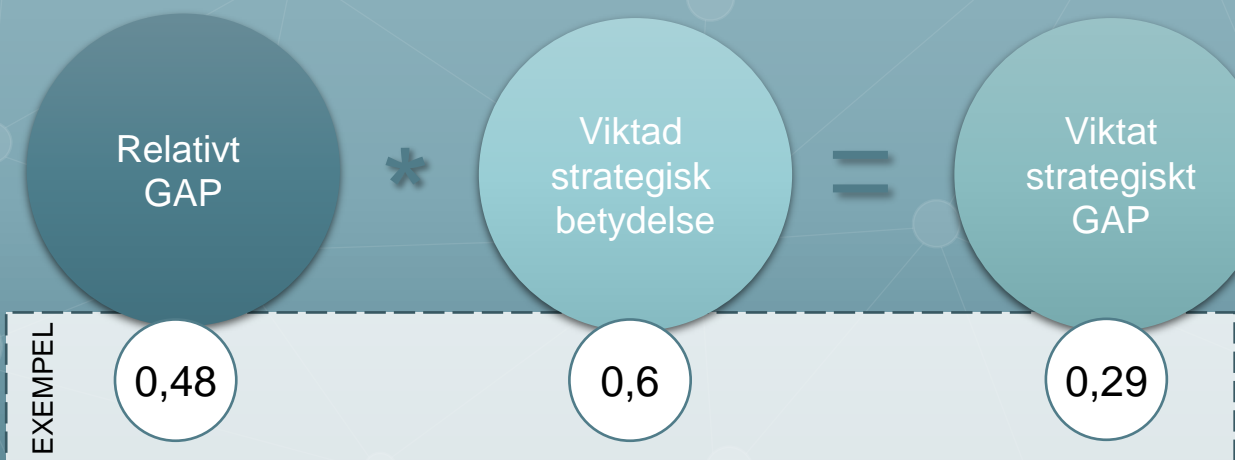 Relativt
GAP
*
Viktad
strategisk
betydelse
=
Viktat
strategiskt
GAP
EXEMPEL
0,48
0,6
0,29